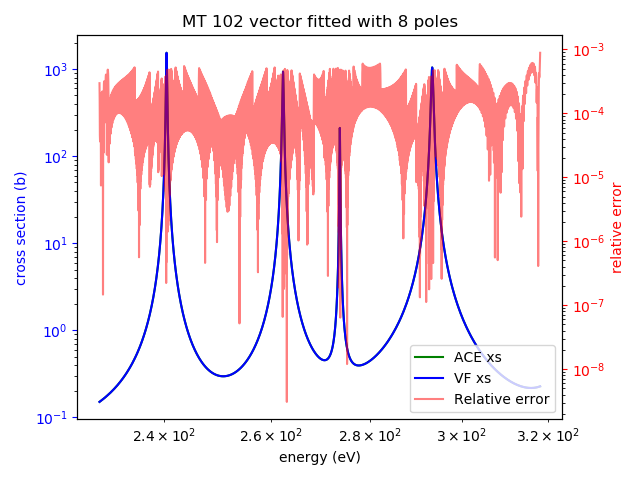 MT 102 vector fitted with 8 poles
cross section (b)
10³
10²
10¹
10⁰
10⁻¹
relative error
10⁻³
10⁻⁴
10⁻⁵
10⁻⁶
10⁻⁷
10⁻⁸
ACE xs
VF xs
Relative error
2.4 × 10² 2.6 × 10² 2.8 × 10² 3 × 10² 3.2 × 10²
energy (eV)